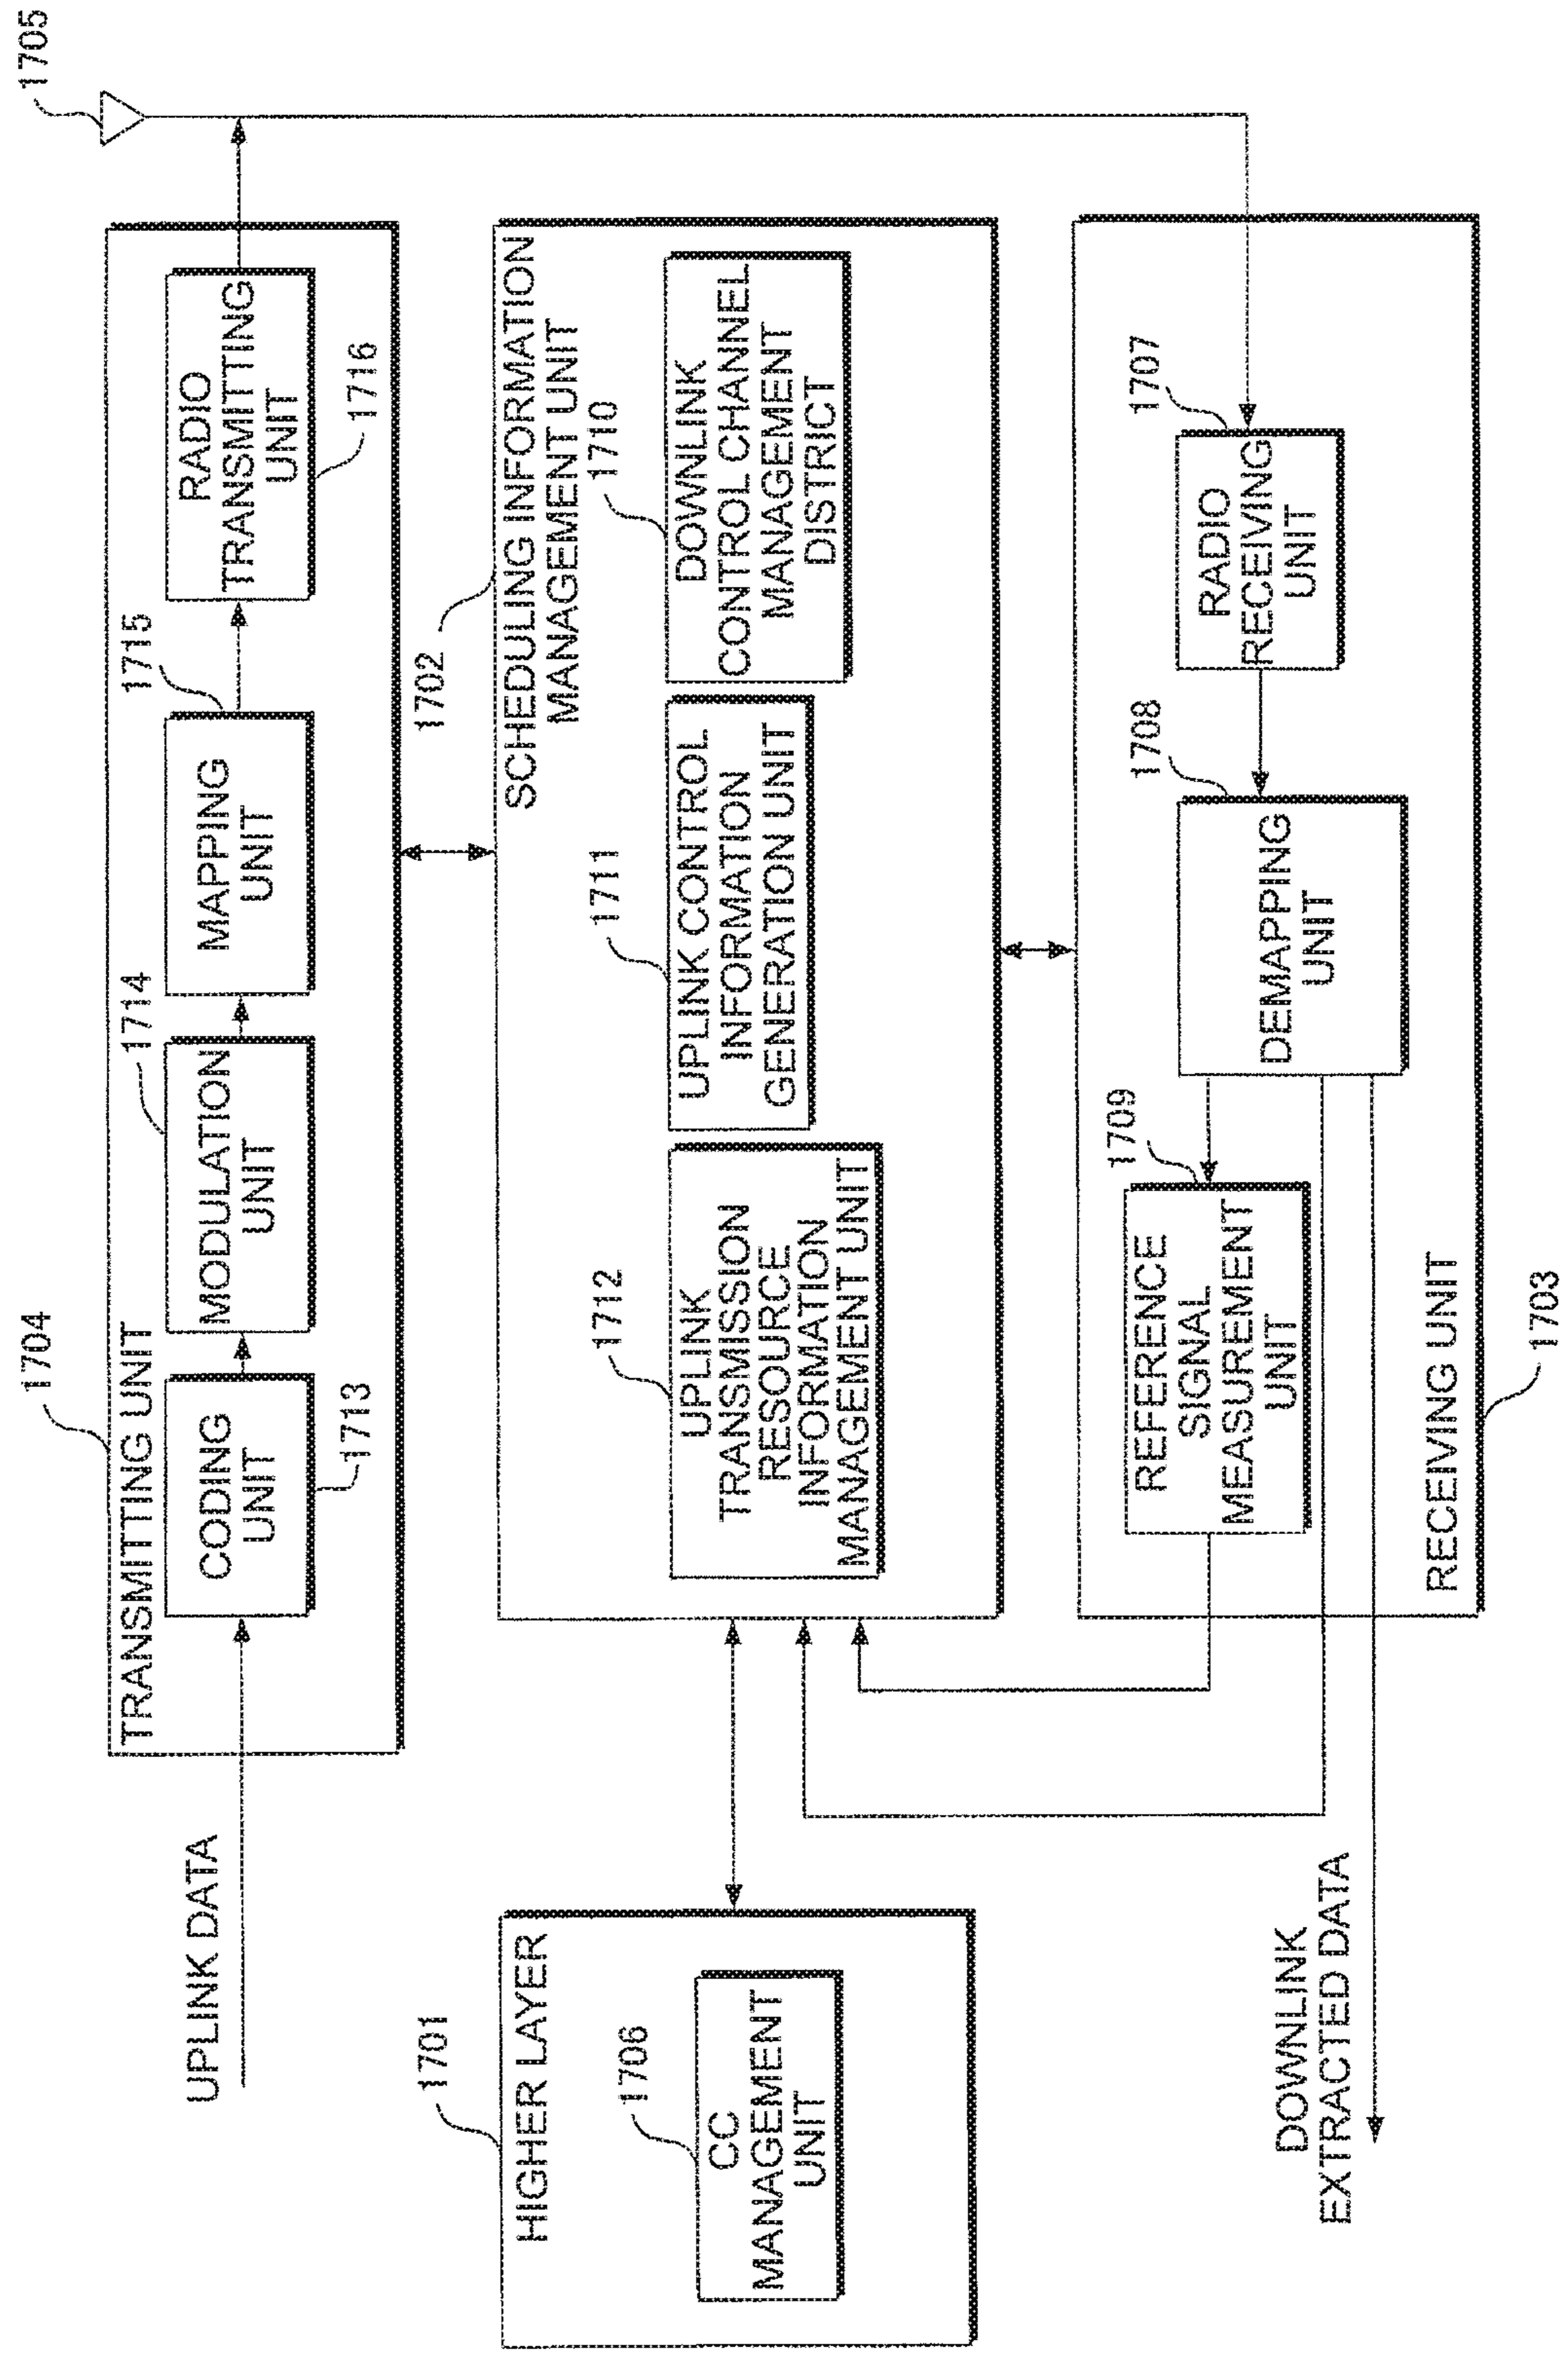 1704
TRANSMITTING UNIT
UPLINK DATA
CODING
UNIT
1713
1714
MODULATION
UNIT
1715
MAPPING
UNIT
RADIO
TRANSMITTING
UNIT
1716
1705
1701
HIGHER LAYER
1706
CC
MANAGEMENT
UNIT
1702
SCHEDULING INFORMATION
MANAGEMENT UNIT
1712
UPLINK
TRANSMISSION
RESOURCE
INFORMATION
MANAGEMENT UNIT
1711
UPLINK CONTROL
INFORMATION
GENERATION UNIT
1710
DOWNLINK
CONTROL CHANNEL
MANAGEMENT
DISTRICT
1709
REFERENCE
SIGNAL
MEASUREMENT
UNIT
1708
DEMAPPING
UNIT
1707
RADIO
RECEIVING
UNIT
DOWNLINK
EXTRACTED DATA
RECEIVING UNIT
1703